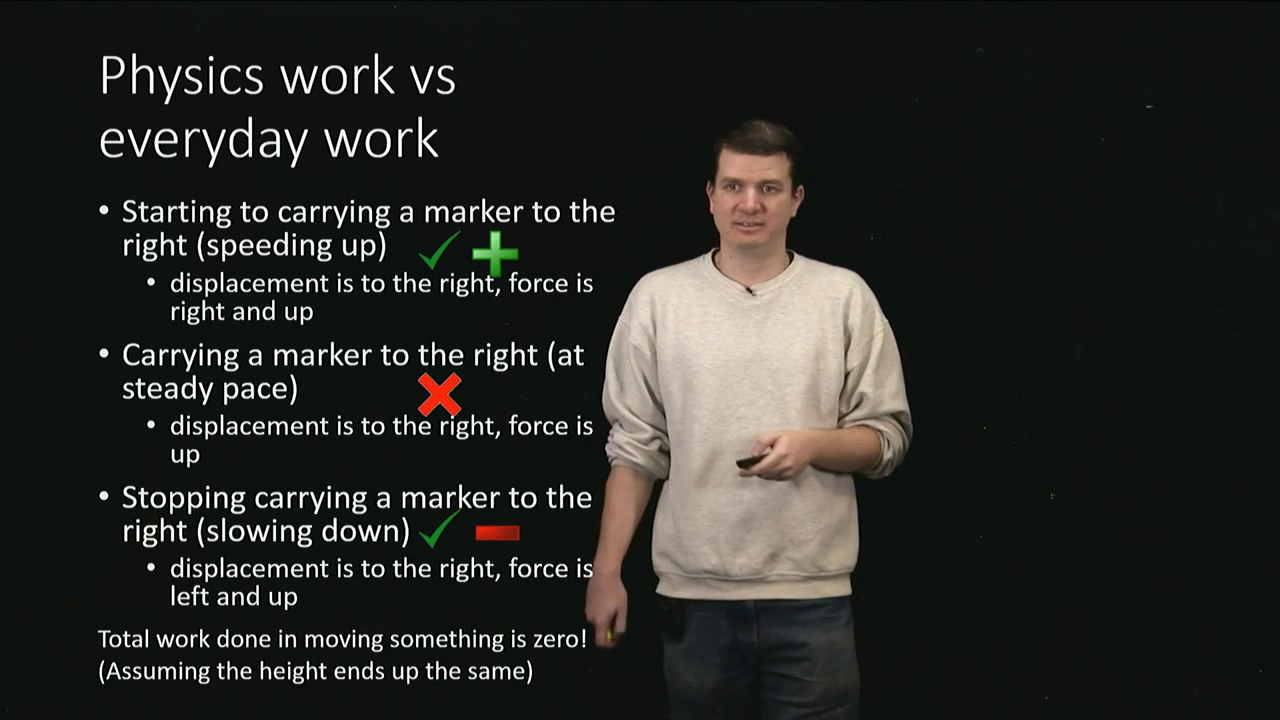 Physics work vs
everyday work
• Starting to carrying a marker to the
right (speeding up)
• displacement is to the right, force is
right and up
• Carrying a marker to the right (at
steady pace)
• displacement is to the right, force is
up
• Stopping carrying a marker to the
right (slowing down)
• displacement is to the right, force is
left and up
Total work done in moving something is zero!
(Assuming the height ends up the same)